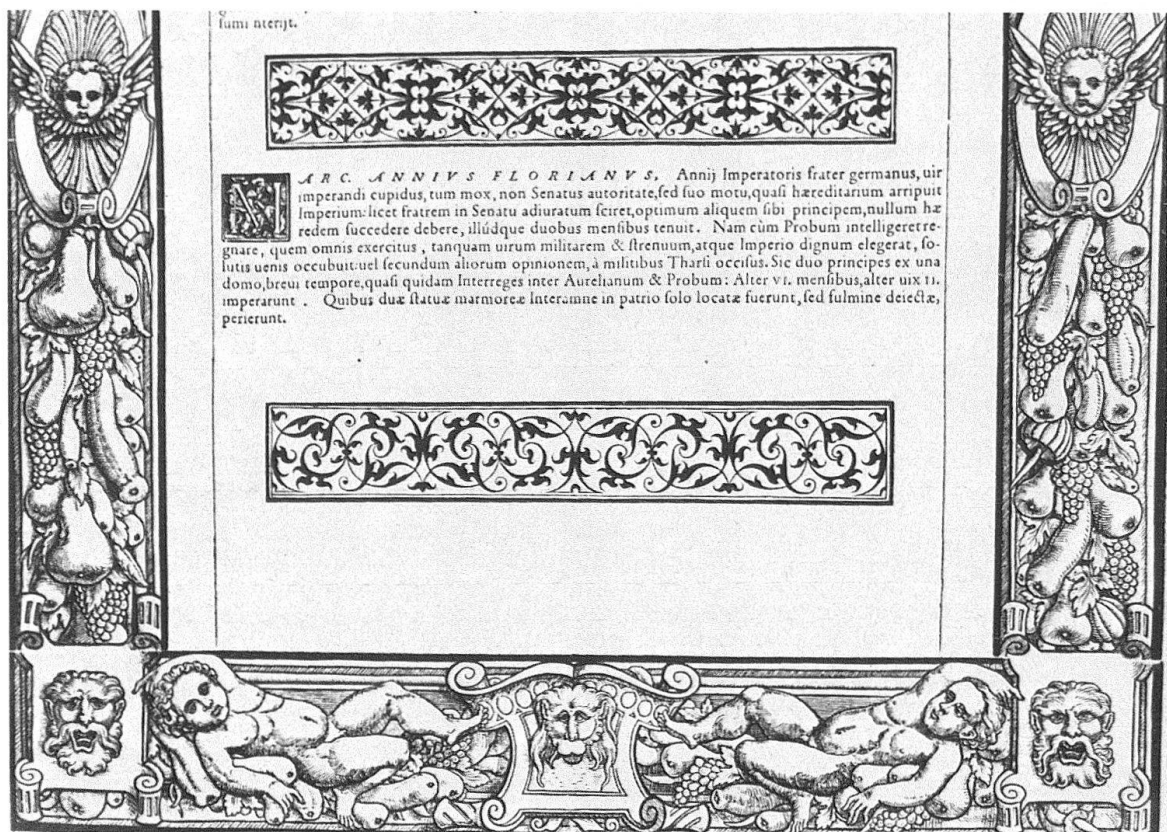 sumi nterijt.
MARC. ANNIVS FLORIANVS, Annij Imperatoris frater germanus, uir
imperandi cupidus, tum mox, non Senatus autoritate, sed suo motu, quasi hæreditarium arripuit
Imperium: licet fratrem in Senatu adiuratum sciret, optimum aliquem sibi principem, nullum hæ
redem succedere debere, illúdque duobus mensibus tenuit. Nam cùm Probum intelligeret re-
gnare, quem omnis exercitus, tanquam uirum militarem & strenuum, atque Imperio dignum elegerat, so-
lutis uenis occubuit: uel secundum aliorum opinionem, à militibus Tharsi occisus. Sic duo principes ex una
domo, breui tempore, quasi quidam Interreges inter Aurelianum & Probum: Alter VI. mensibus, alter uix II.
imperarunt. Quibus duæ statuæ marmoreæ Interamne in patrio solo locatæ fuerunt, sed fulmine deiectæ,
perierunt.